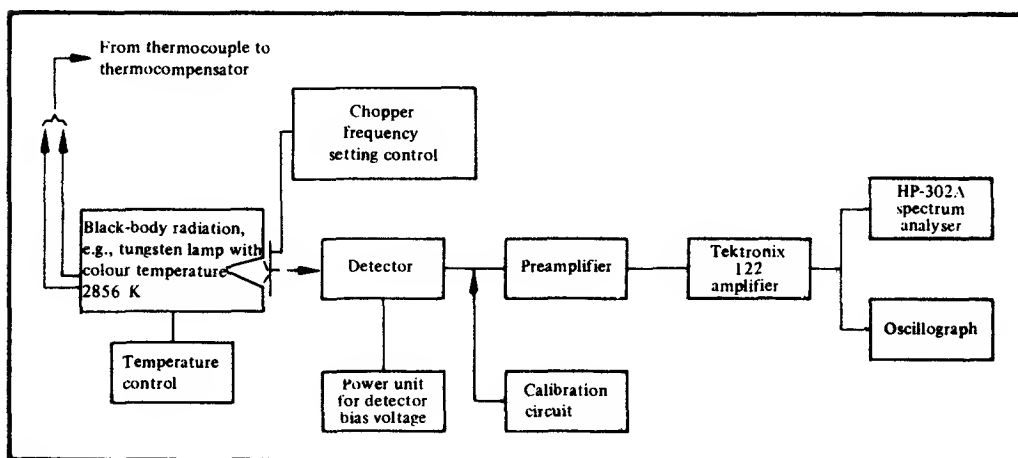 From thermocouple to
thermocompensator
Chopper
frequency
setting control
Black-body radiation,
e.g., tungsten lamp with
colour temperature
2856 K
Temperature
control
Detector
Power unit
for detector
bias voltage
Preamplifier
Calibration
circuit
Tektronix
122
amplifier
HP-302A
spectrum
analyser
Oscillograph